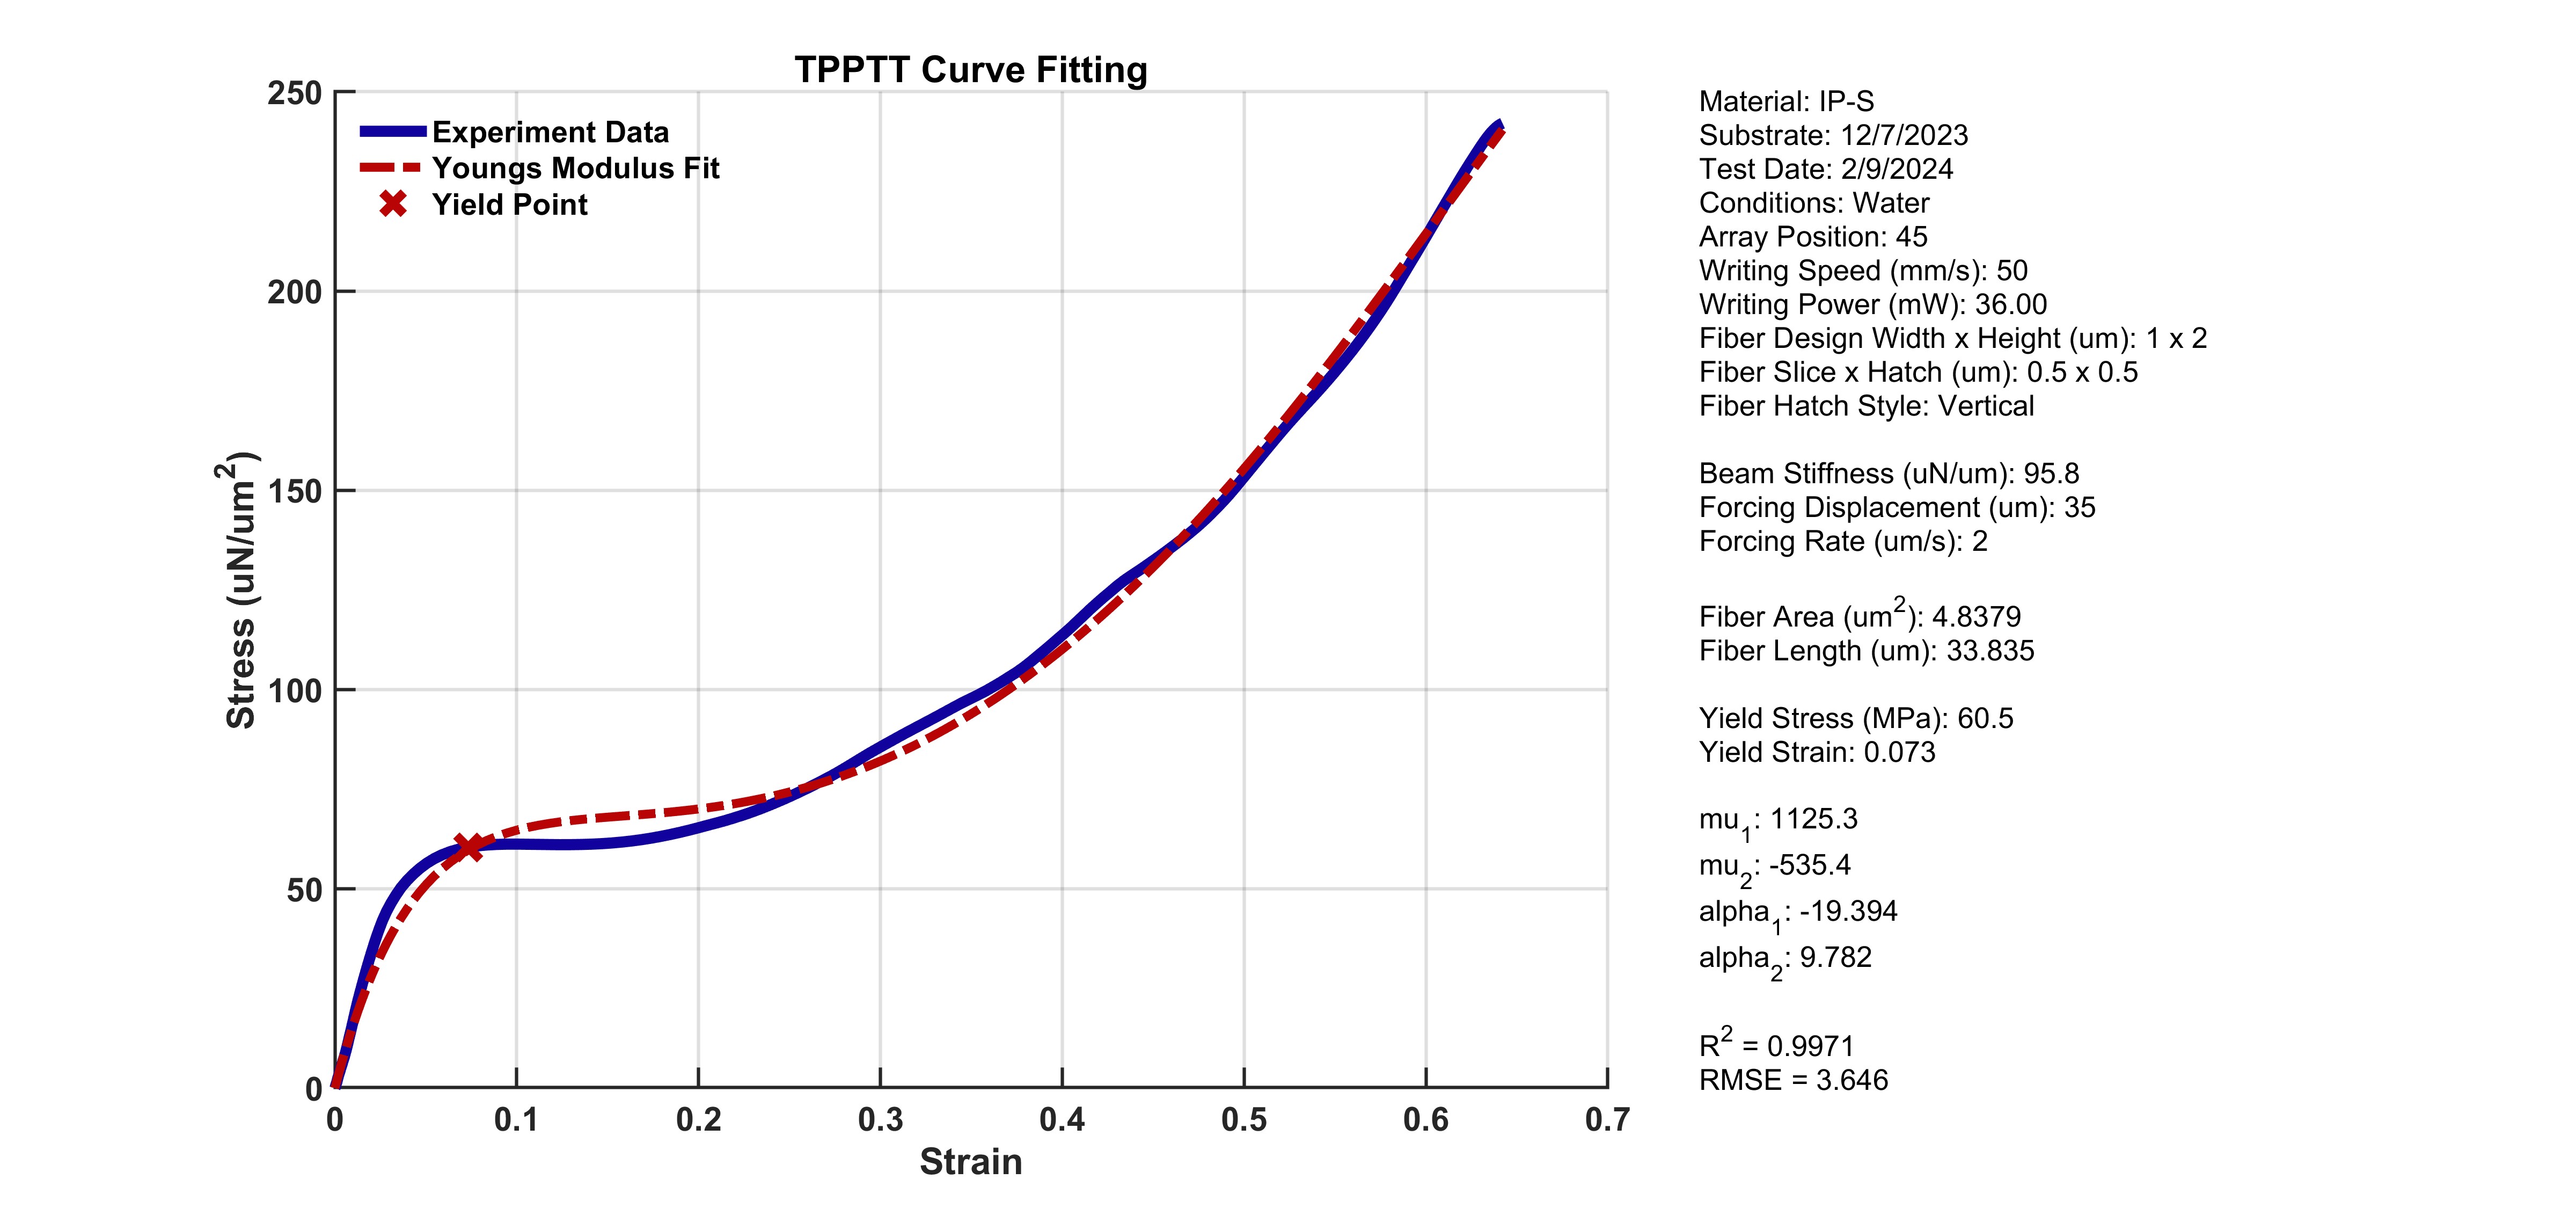 TPPTT Curve Fitting
250
200
150
100
50
0
Stress (uN/um²)
Experiment Data
Youngs Modulus Fit
Yield Point
0 0.1 0.2 0.3 0.4 0.5 0.6 0.7
Strain
Material: IP-S
Substrate: 12/7/2023
Test Date: 2/9/2024
Conditions: Water
Array Position: 45
Writing Speed (mm/s): 50
Writing Power (mW): 36.00
Fiber Design Width x Height (um): 1 x 2
Fiber Slice x Hatch (um): 0.5 x 0.5
Fiber Hatch Style: Vertical
Beam Stiffness (uN/um): 95.8
Forcing Displacement (um): 35
Forcing Rate (um/s): 2
Fiber Area (um²): 4.8379
Fiber Length (um): 33.835
Yield Stress (MPa): 60.5
Yield Strain: 0.073
mu₁: 1125.3
mu₂: -535.4
alpha₁: -19.394
alpha₂: 9.782
R² = 0.9971
RMSE = 3.646